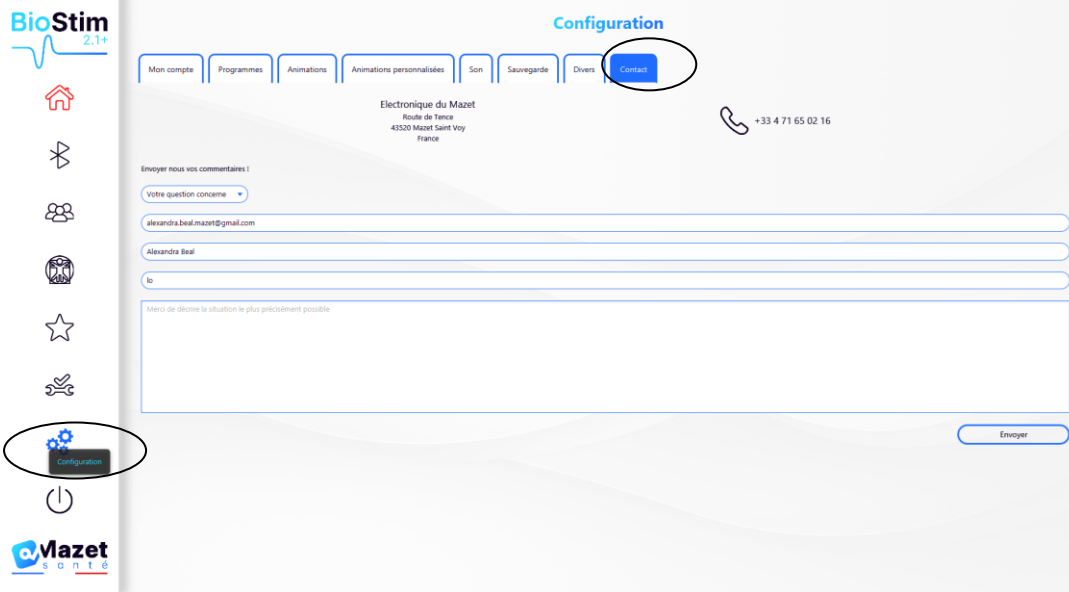 BioStim
2.1+
Configuration
Mon compte
Programmes
Animations
Animations personnalisées
Son
Sauvegarde
Divers
Contact
Electronique du Mazet
Route de Tence
43520 Mazet Saint Voy
France
+33 4 71 65 02 16
Envoyer nous vos commentaires !
Votre question concerne
alexandra.beal.mazet@gmail.com
Alexandra Beal
lo
Merci de décrire la situation le plus précisément possible
Envoyer
Configuration
Mazet
santé